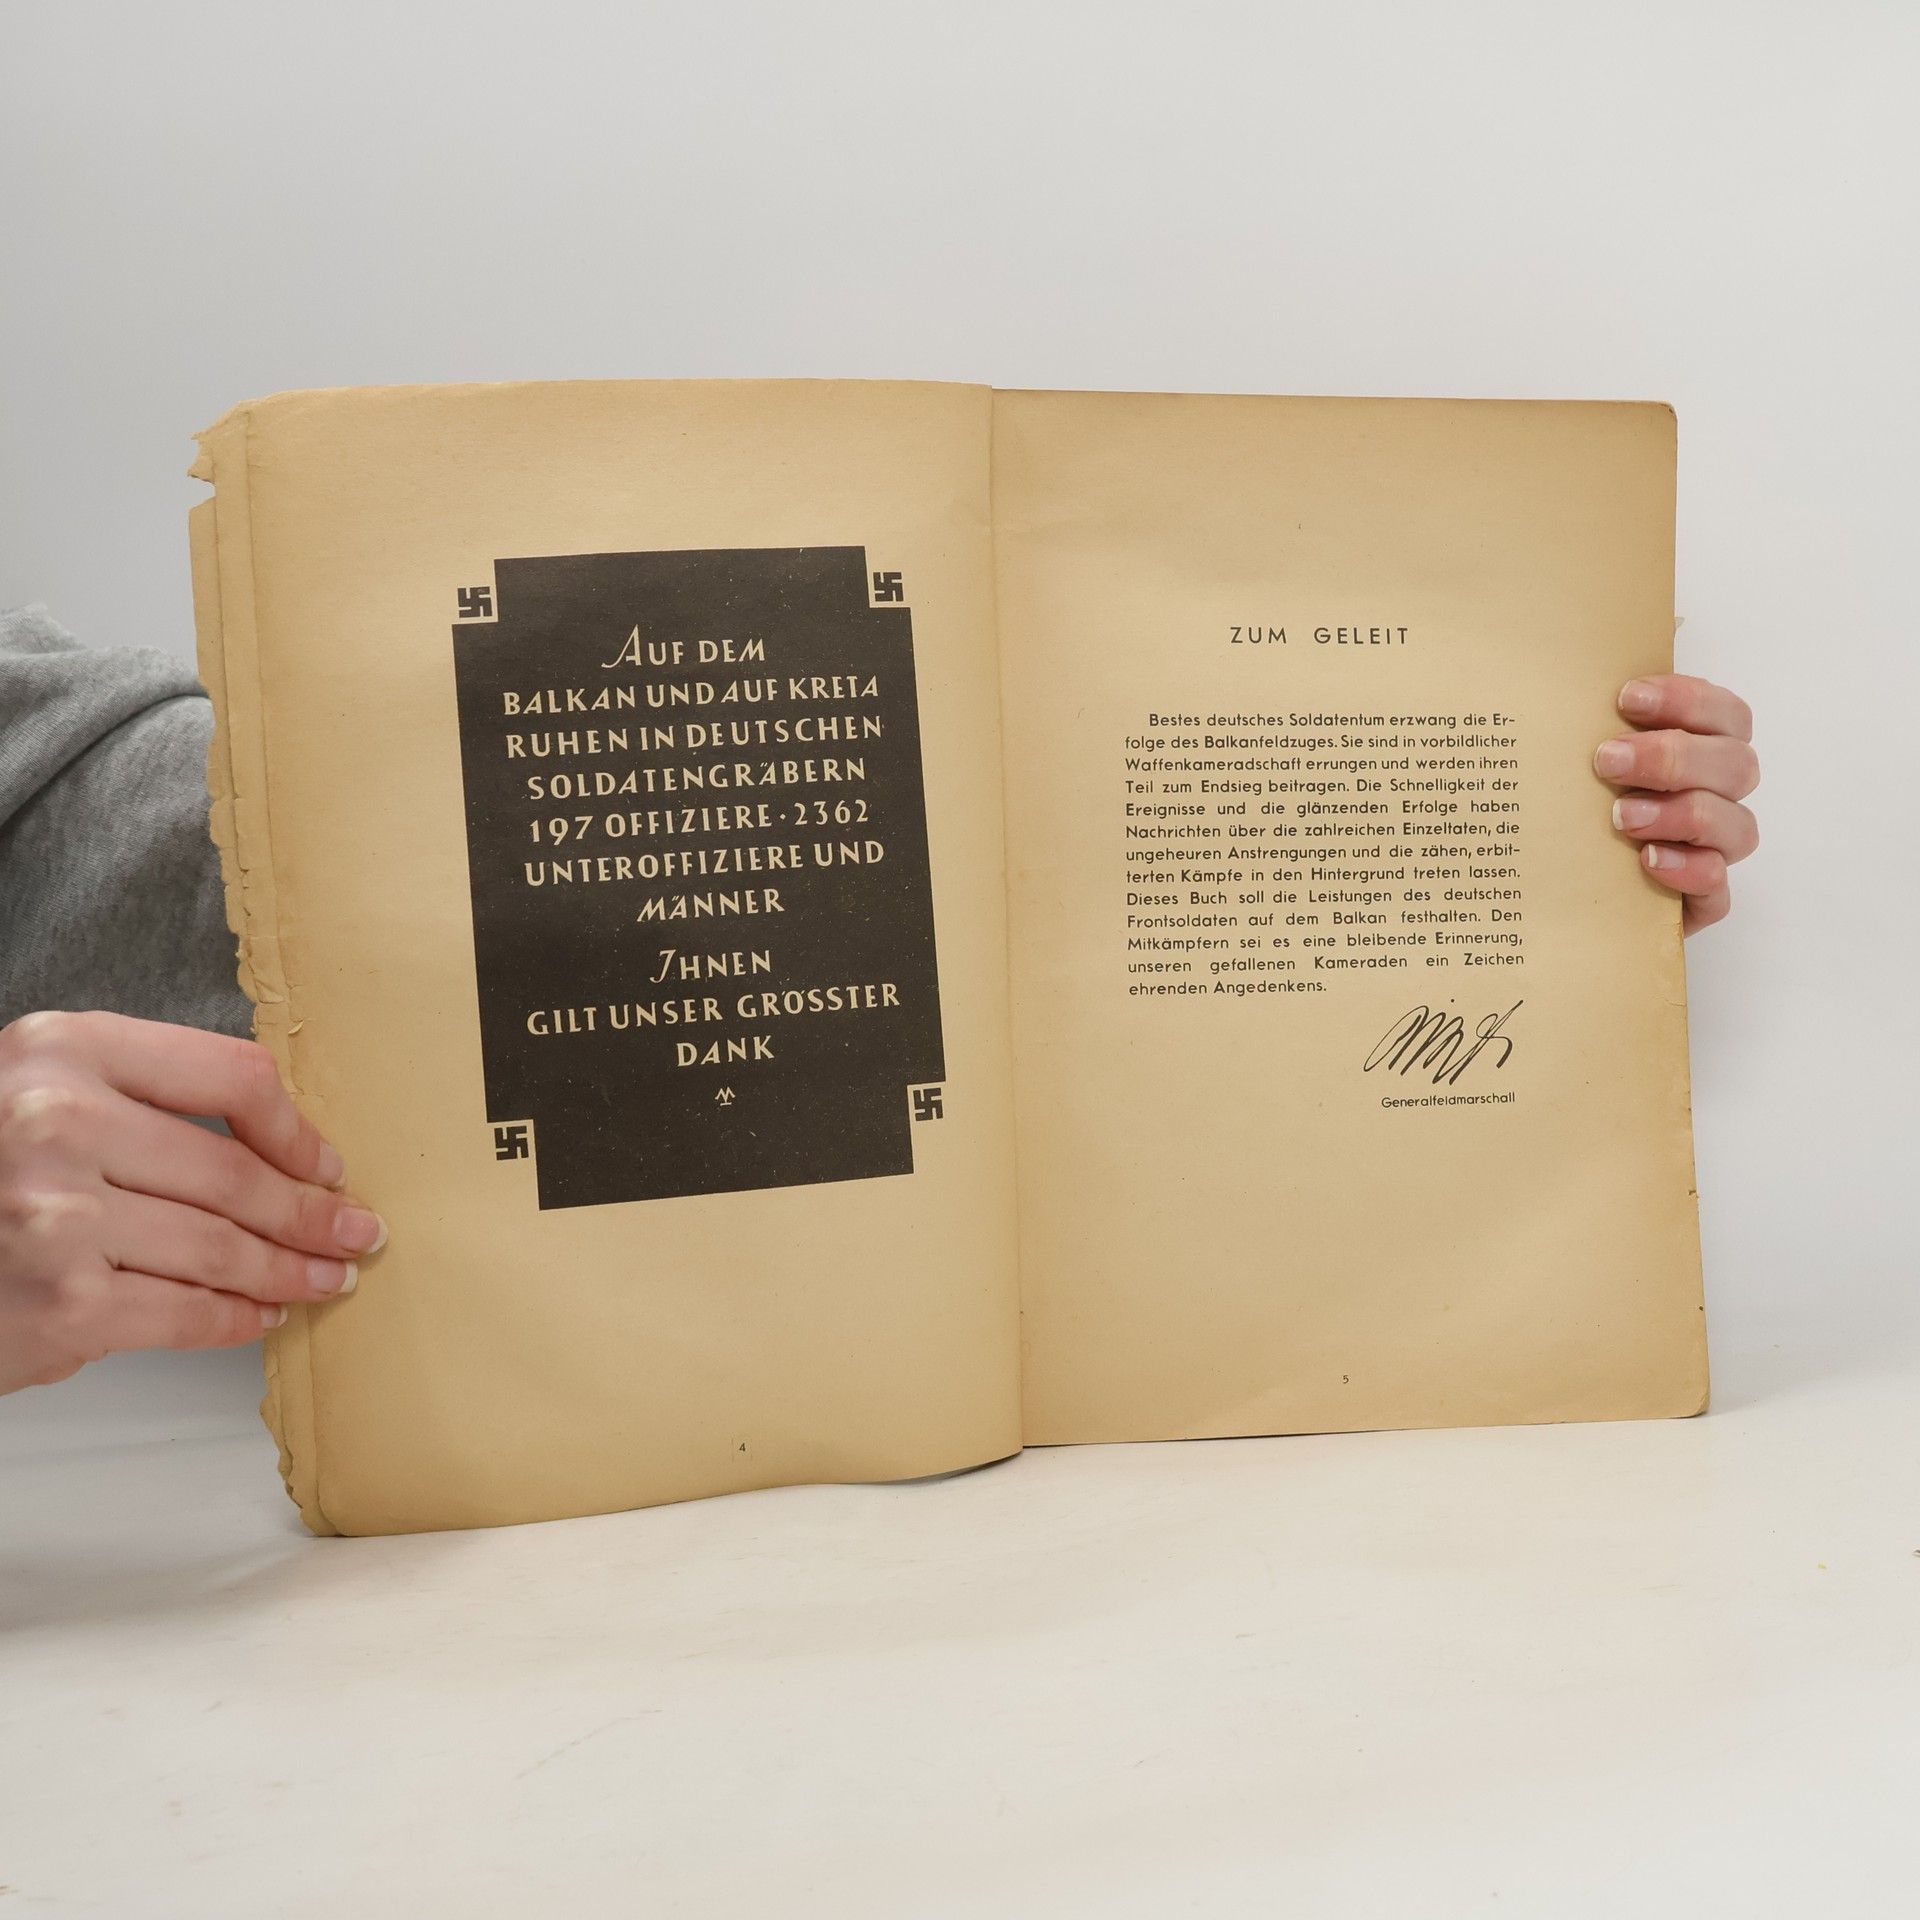 AUF DEM
BALKAN UND AUF KRETA
RUHEN IN DEUTSCHEN
SOLDATENGRÄBERN
197 OFFIZIERE · 2362
UNTEROFFIZIERE UND
MÄNNER
IHNEN
GILT UNSER GRÖSSTER
DANK
4
ZUM GELEIT
Bestes deutsches Soldatentum erzwang die Er-
folge des Balkanfeldzuges. Sie sind in vorbildlicher
Waffenkameradschaft errungen und werden ihren
Teil zum Endsieg beitragen. Die Schnelligkeit der
Ereignisse und die glänzenden Erfolge haben
Nachrichten über die zahlreichen Einzeltaten, die
ungeheuren Anstrengungen und die zähen, erbit-
terten Kämpfe in den Hintergrund treten lassen.
Dieses Buch soll die Leistungen des deutschen
Frontsoldaten auf dem Balkan festhalten. Den
Mitkämpfern sei es eine bleibende Erinnerung,
unseren gefallenen Kameraden ein Zeichen
ehrenden Angedenkens.
Generalfeldmarschall
5